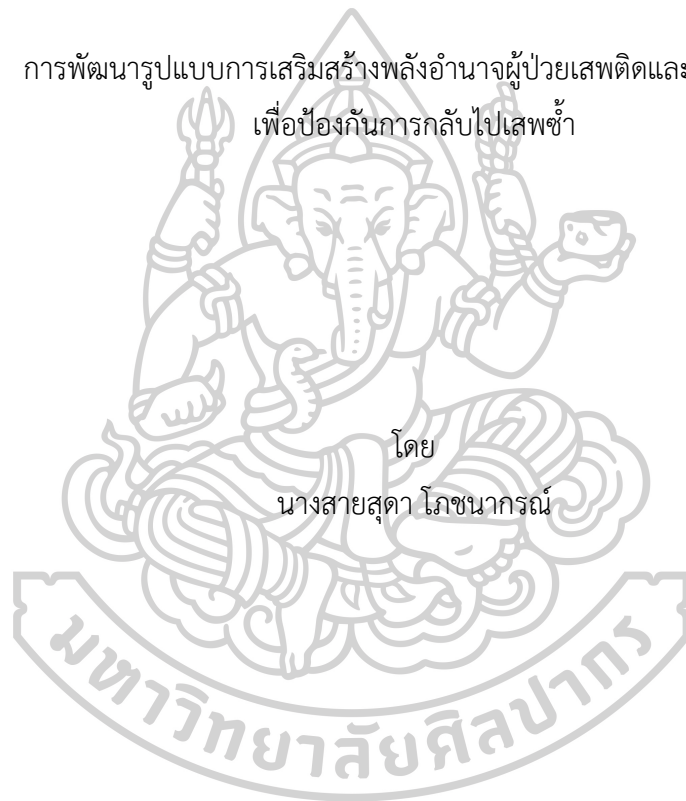 การพัฒนารูปแบบการเสริมสร้างพลังอำนาจผู้ป่วยเสพติดและ
เพื่อป้องกันการกลับไปเสพซ้ำ
โดย
นางสายสุดา โภชนากรณ์
มหาวิทยาลัยศิลปากร